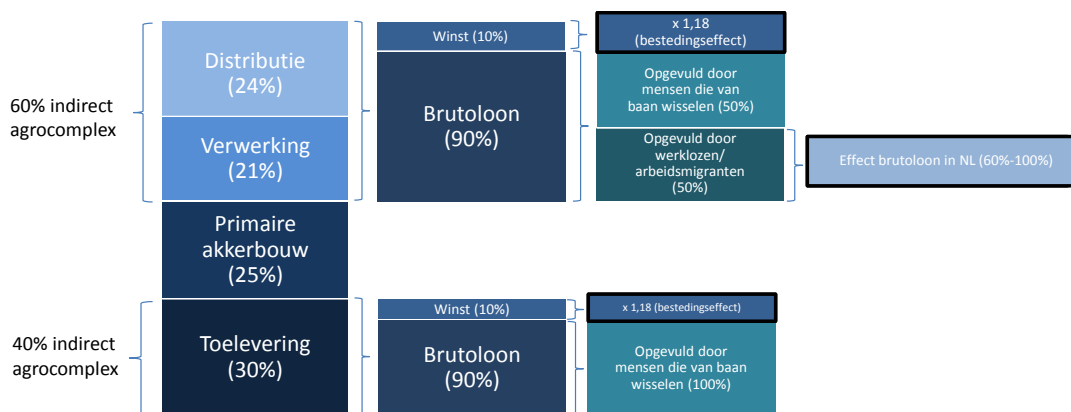 60% indirect
agrocomplex
Distributie
(24%)
Verwerking
(21%)
Primaire
akkerbouw
(25%)
40% indirect
agrocomplex
Toelevering
(30%)
Winst (10%)
Brutoloon
(90%)
x 1,18
(bestedingseffect)
Opgevuld door
mensen die van
baan wisselen (50%)
Opgevuld door
werklozen/
arbeidsmigranten
(50%)
Effect brutoloon in NL (60%-100%)
Winst (10%)
Brutoloon
(90%)
x 1,18 (bestedingseffect)
Opgevuld door
mensen die van baan
wisselen (100%)